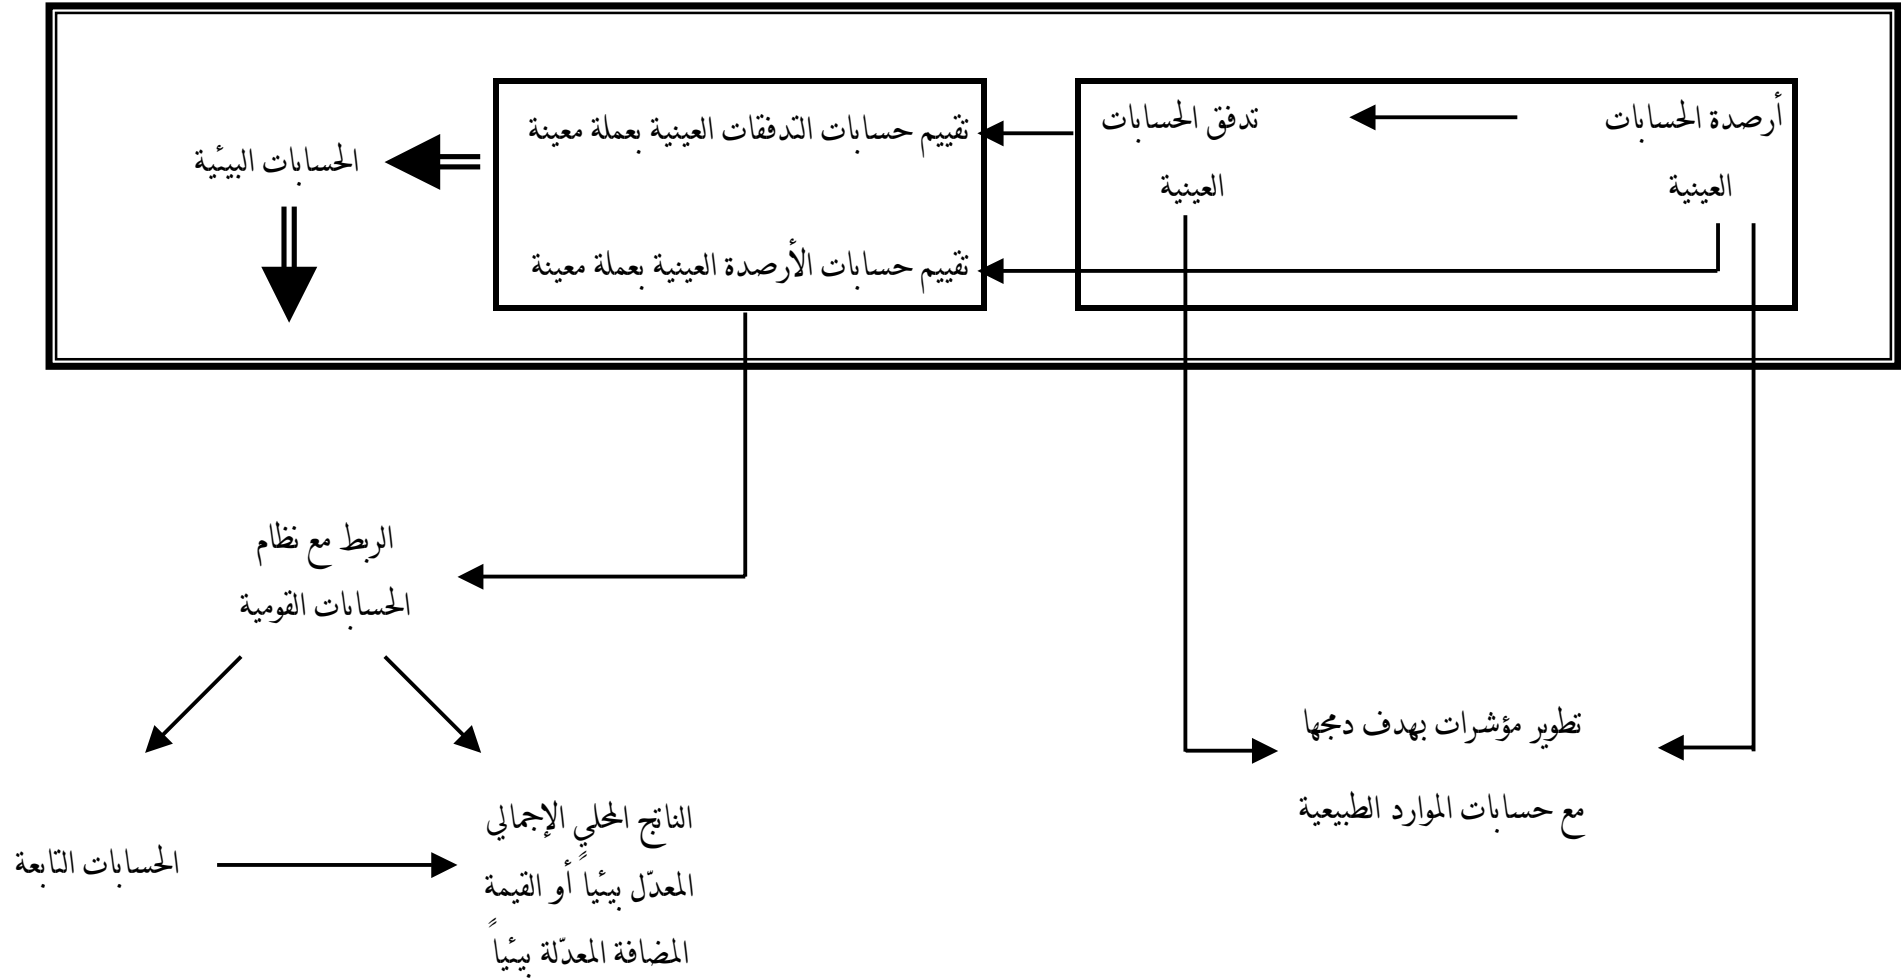 أرصدة الحسابات
العينية
تدفق الحسابات
العينية
تقييم حسابات التدفقات العينية بعملة معينة
تقييم حسابات الأرصدة العينية بعملة معينة
الحسابات البيئية
الربط مع نظام
الحسابات القومية
تطوير مؤشرات بهدف دمجها
مع حسابات الموارد الطبيعية
الناتج المحلي الإجمالي
المعدّل بيئياً أو القيمة
المضافة المعدّلة بيئياً
الحسابات التابعة